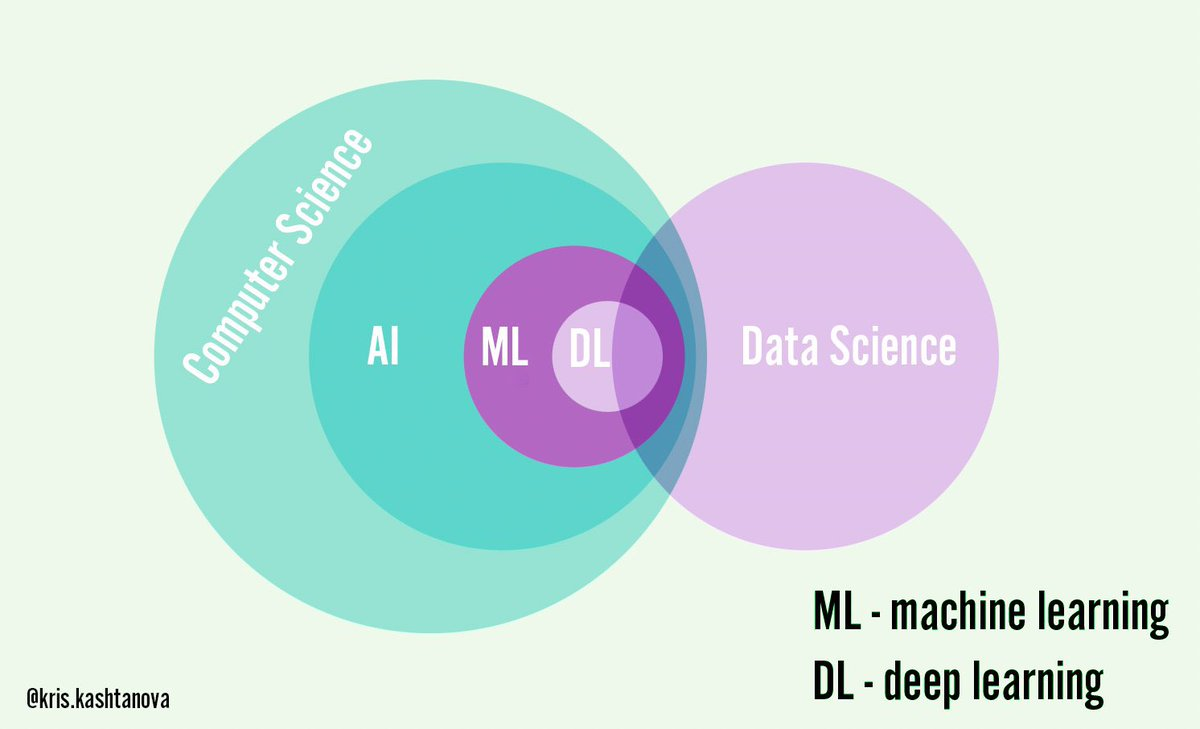 Computer Science
AI
ML
DL
Data Science
ML - machine learning
DL - deep learning
@kris.kashtanova